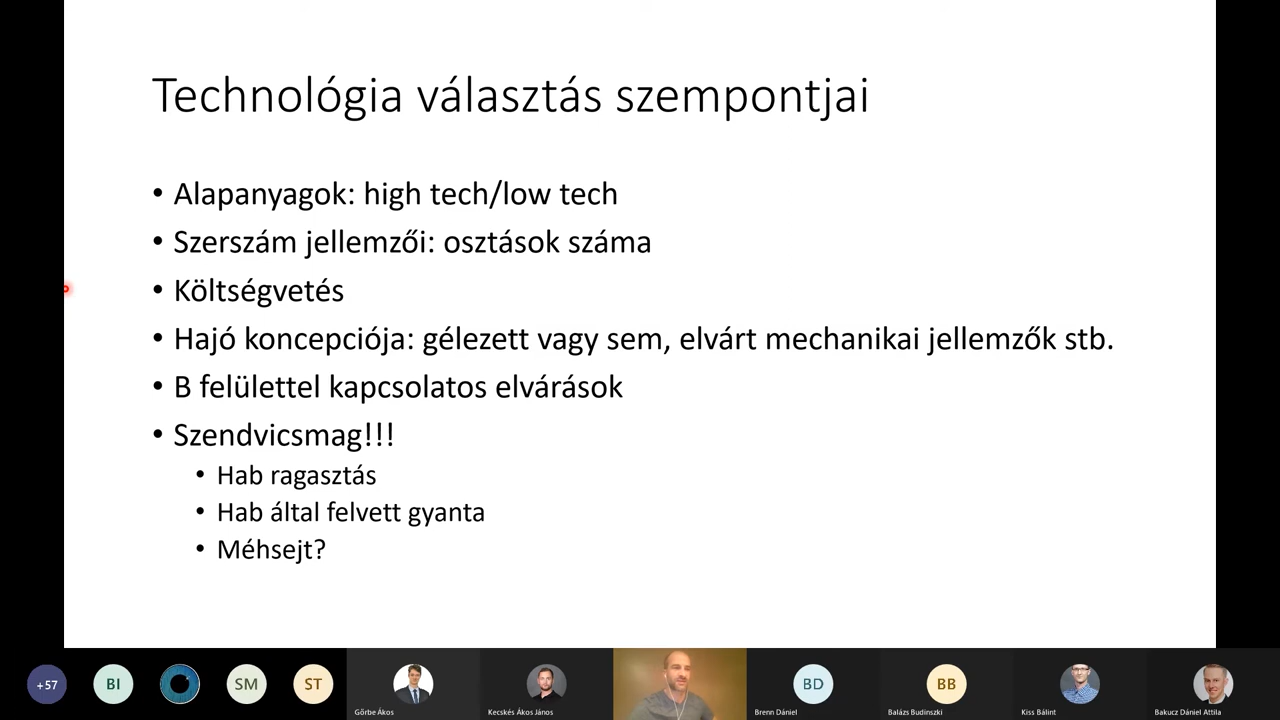 Technológia választás szempontjai
• Alapanyagok: high tech/low tech
• Szerszám jellemzői: osztások száma
• Költségvetés
• Hajó koncepciója: gélezett vagy sem, elvárt mechanikai jellemzők stb.
• B felülettel kapcsolatos elvárások
• Szendvicsmag!!!
• Hab ragasztás
• Hab által felvett gyanta
• Méhsejt?
+57 BI SM ST BD BB
Gőrbe Ákos Kecskés Ákos János Brenn Dániel Balázs Budinszki Kiss Bálint Bakucz Dániel Attila